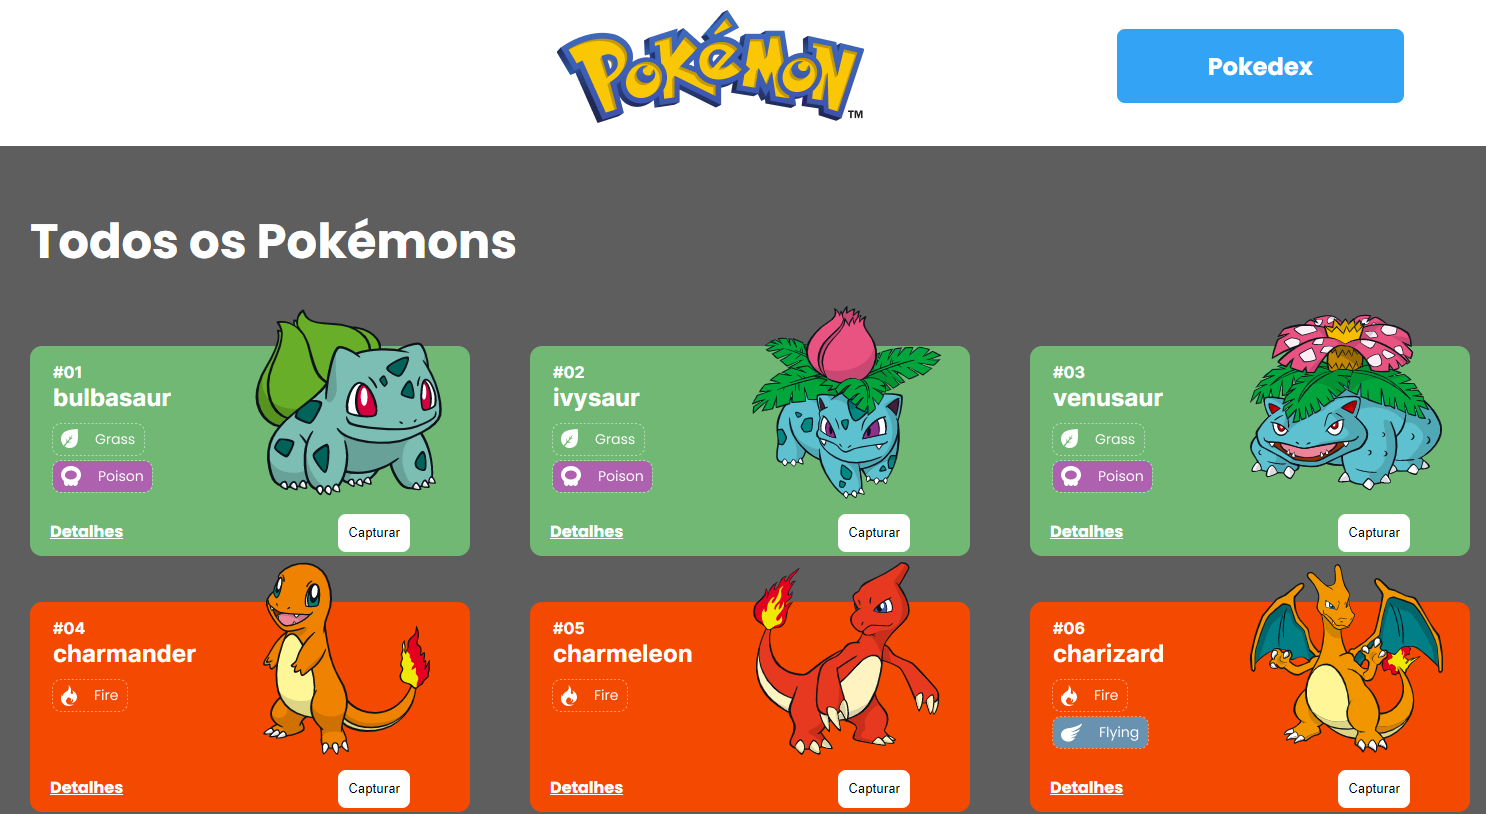 POKéMON
TM
Pokedex
Todos os Pokémons
#01
bulbasaur
Grass
Poison
Detalhes
Capturar
#02
ivysaur
Grass
Poison
Detalhes
Capturar
#03
venusaur
Grass
Poison
Detalhes
Capturar
#04
charmander
Fire
Detalhes
Capturar
#05
charmeleon
Fire
Detalhes
Capturar
#06
charizard
Fire
Flying
Detalhes
Capturar